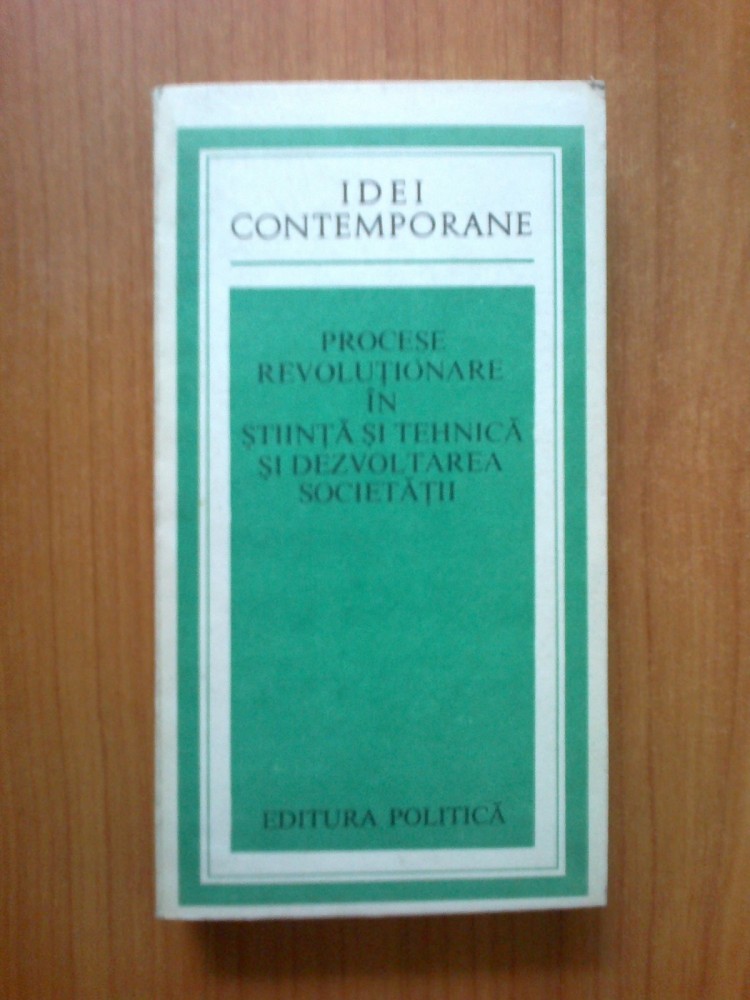 IDEI
CONTEMPORANE
PROCESE
REVOLUȚIONARE
ÎN
ȘTIINȚĂ ȘI TEHNICĂ
ȘI DEZVOLTAREA
SOCIETĂȚII
EDITURA POLITICĂ